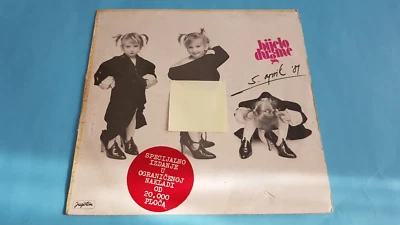 bijelo
dugme
5. april '81
SPECIJALNO
IZDANJE
U
OGRANIČENOJ
NAKLADI
OD
20.000
PLOČA
jugoton